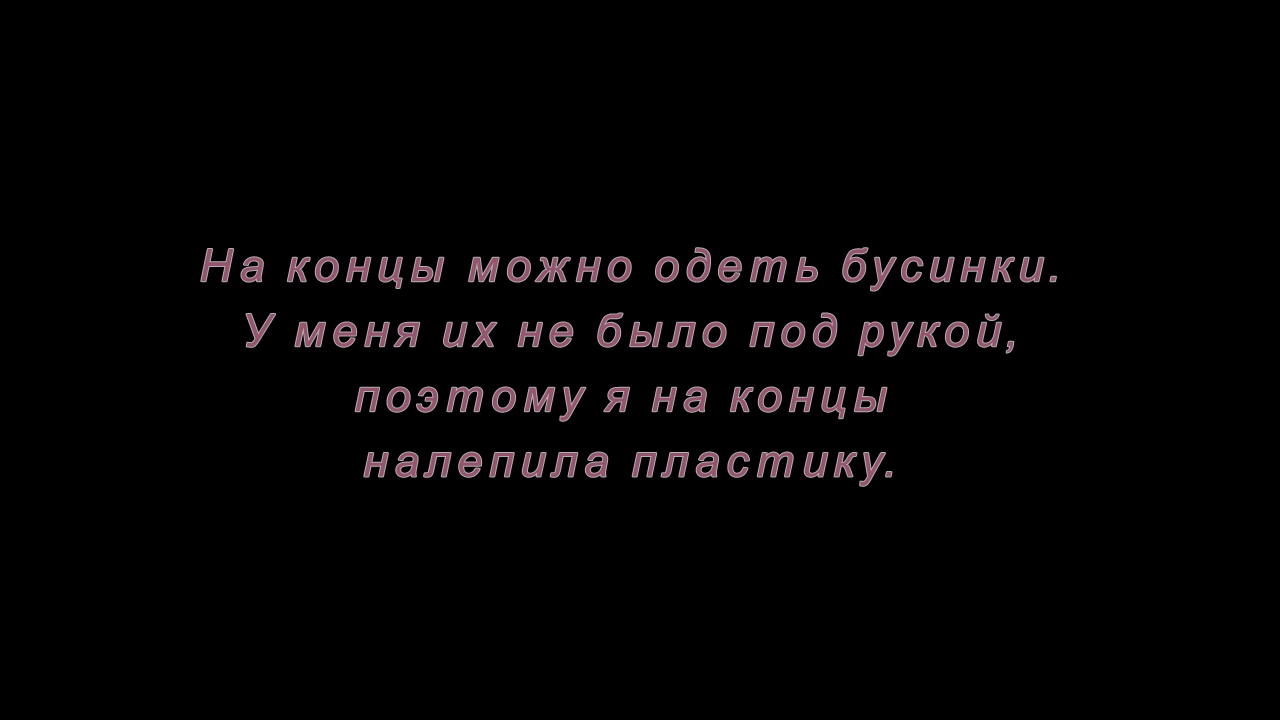 На концы можно одеть бусинки.
У меня их не было под рукой,
поэтому я на концы
налепила пластику.